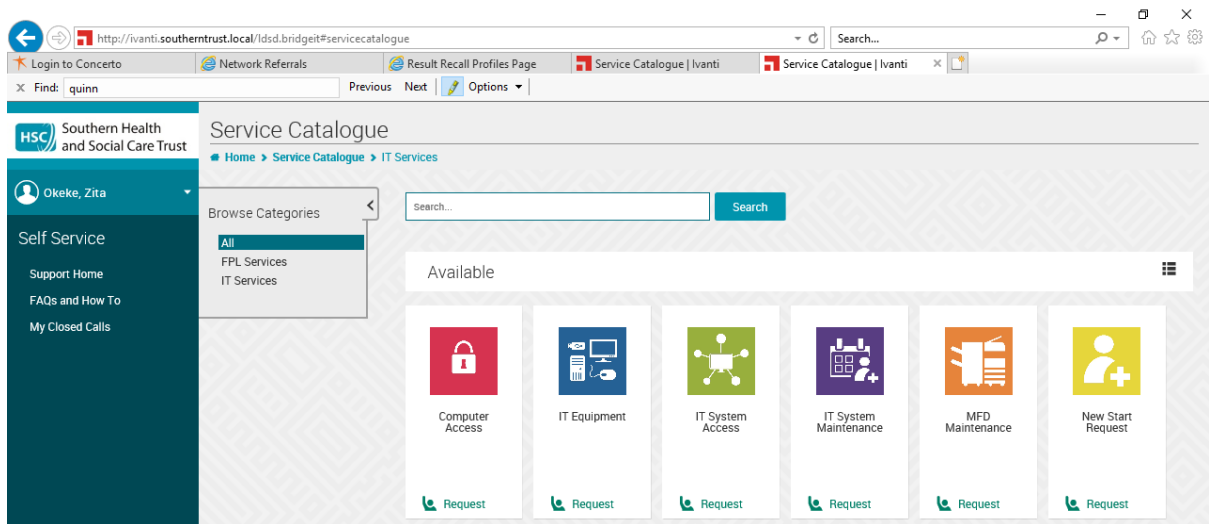 http://ivanti.southerntrust.local/ldsd.bridgeit#servicecatalogue
Search...
Login to Concerto
Network Referrals
Result Recall Profiles Page
Service Catalogue | Ivanti
Service Catalogue | Ivanti
Find: quinn
Previous Next Options
HSC Southern Health
and Social Care Trust
Service Catalogue
Home > Service Catalogue > IT Services
Okeke, Zita
Self Service
Support Home
FAQs and How To
My Closed Calls
Browse Categories
All
FPL Services
IT Services
Search...
Search
Available
Computer
Access
Request
IT Equipment
Request
IT System
Access
Request
IT System
Maintenance
Request
MFD
Maintenance
Request
New Start
Request
Request